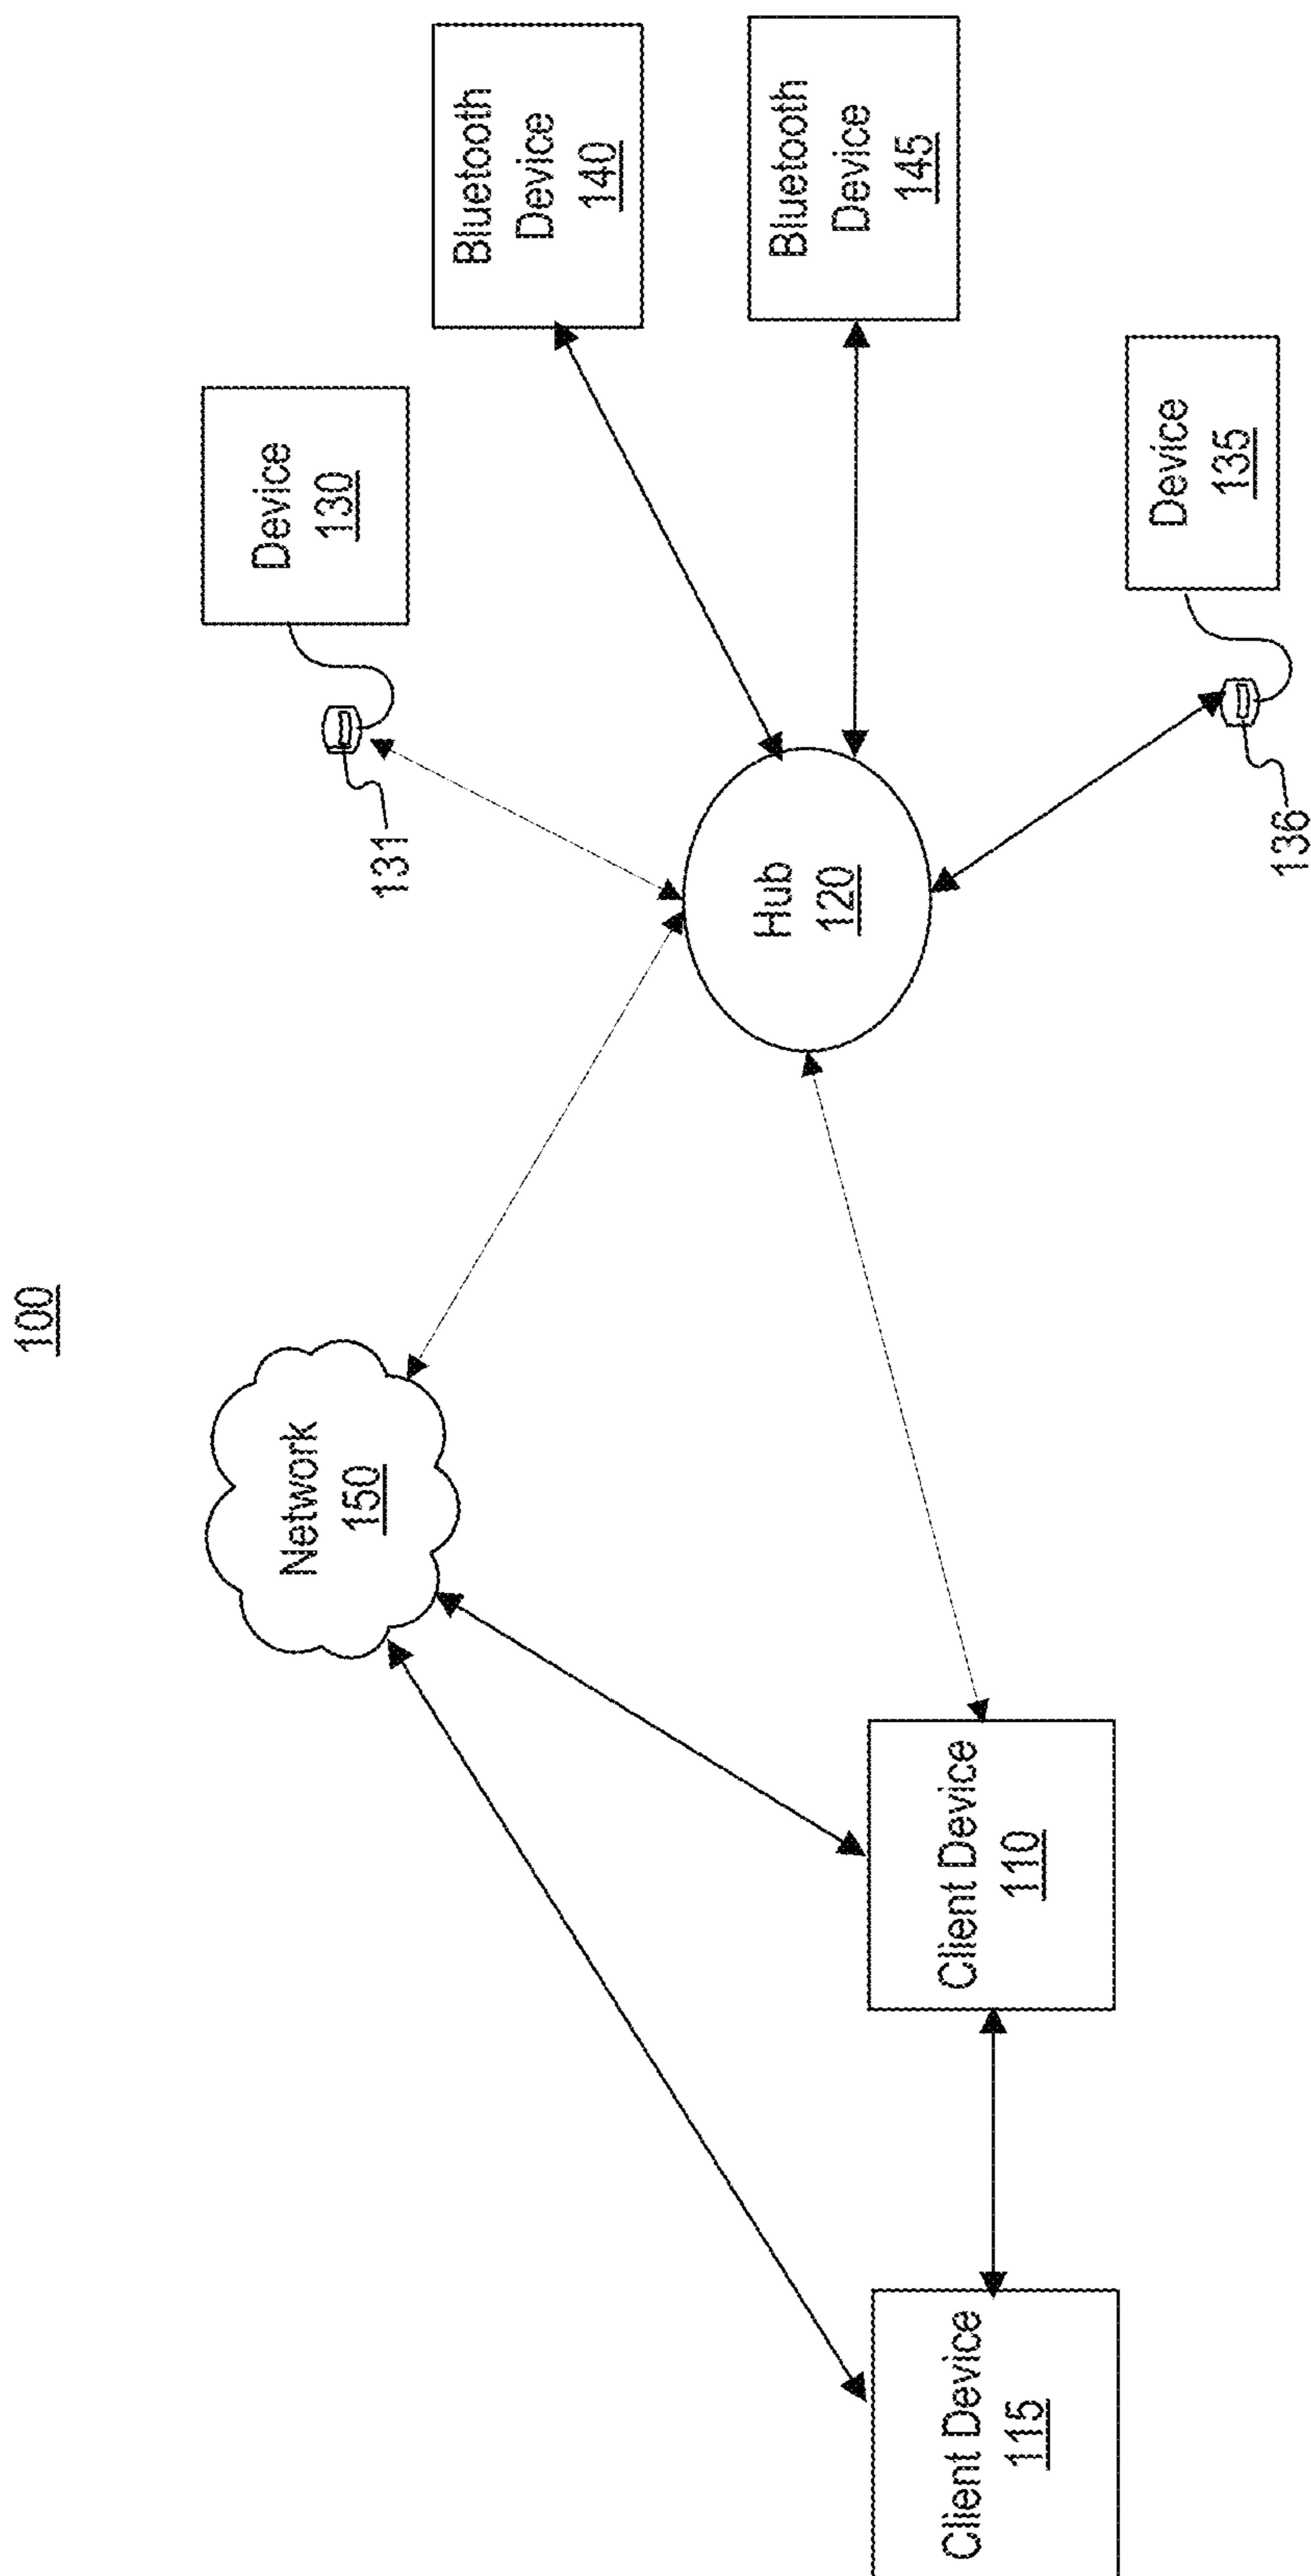 100
Network
150
Device
130
131
Bluetooth
Device
140
Bluetooth
Device
145
Hub
120
Client Device
115
Client Device
110
Device
135
136